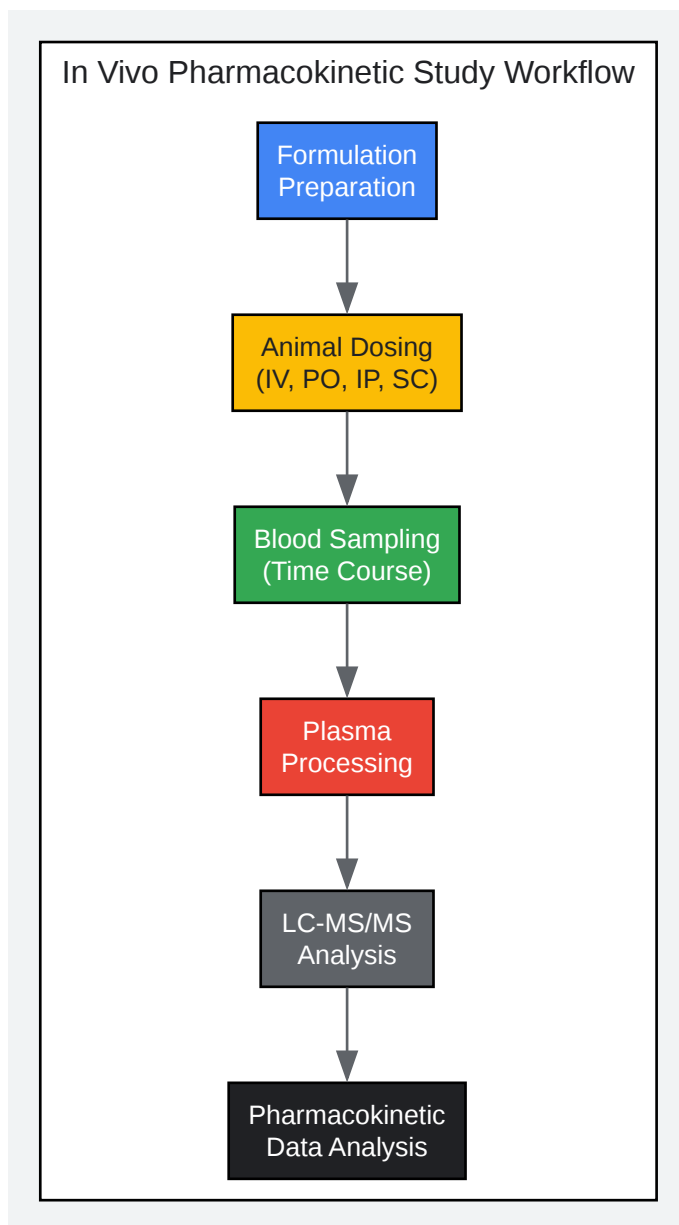 In Vivo Pharmacokinetic Study Workflow
Formulation
Preparation
Animal Dosing
(IV, PO, IP, SC)
Blood Sampling
(Time Course)
Plasma
Processing
LC-MS/MS
Analysis
Pharmacokinetic
Data Analysis